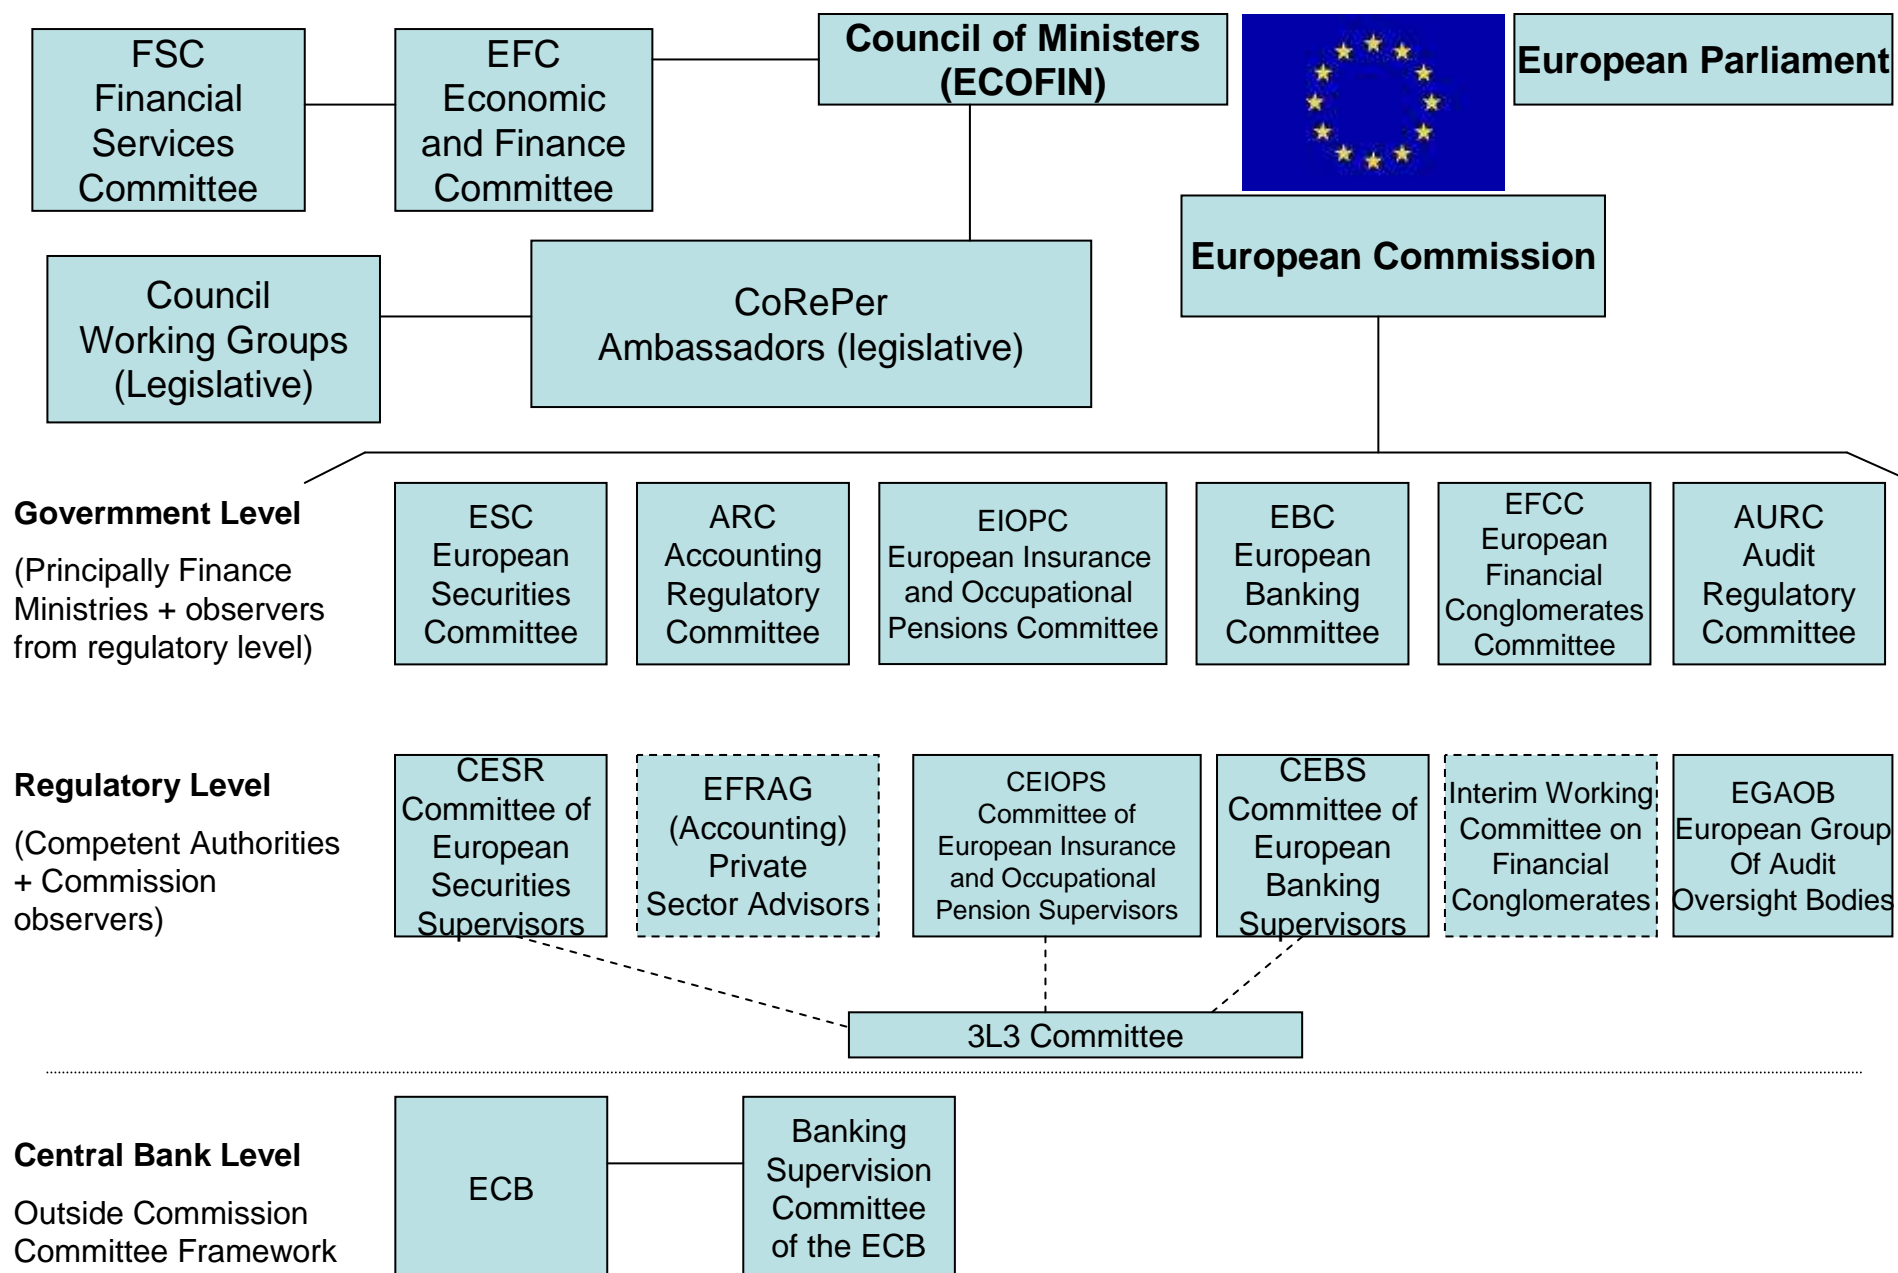 FSC
Financial
Services
Committee
EFC
Economic
and Finance
Committee
Council of Ministers
(ECOFIN)
European Parliament
European Commission
Council
Working Groups
(Legislative)
CoRePer
Ambassadors (legislative)
Govermment Level
(Principally Finance
Ministries + observers
from regulatory level)
ESC
European
Securities
Committee
ARC
Accounting
Regulatory
Committee
EIOPC
European Insurance
and Occupational
Pensions Committee
EBC
European
Banking
Committee
EFCC
European
Financial
Conglomerates
Committee
AURC
Audit
Regulatory
Committee
Regulatory Level
(Competent Authorities
+ Commission
observers)
CESR
Committee of
European
Securities
Supervisors
EFRAG
(Accounting)
Private
Sector Advisors
CEIOPS
Committee of
European Insurance
and Occupational
Pension Supervisors
CEBS
Committee of
European
Banking
Supervisors
Interim Working
Committee on
Financial
Conglomerates
EGAOB
European Group
Of Audit
Oversight Bodies
3L3 Committee
Central Bank Level
Outside Commission
Committee Framework
ECB
Banking
Supervision
Committee
of the ECB